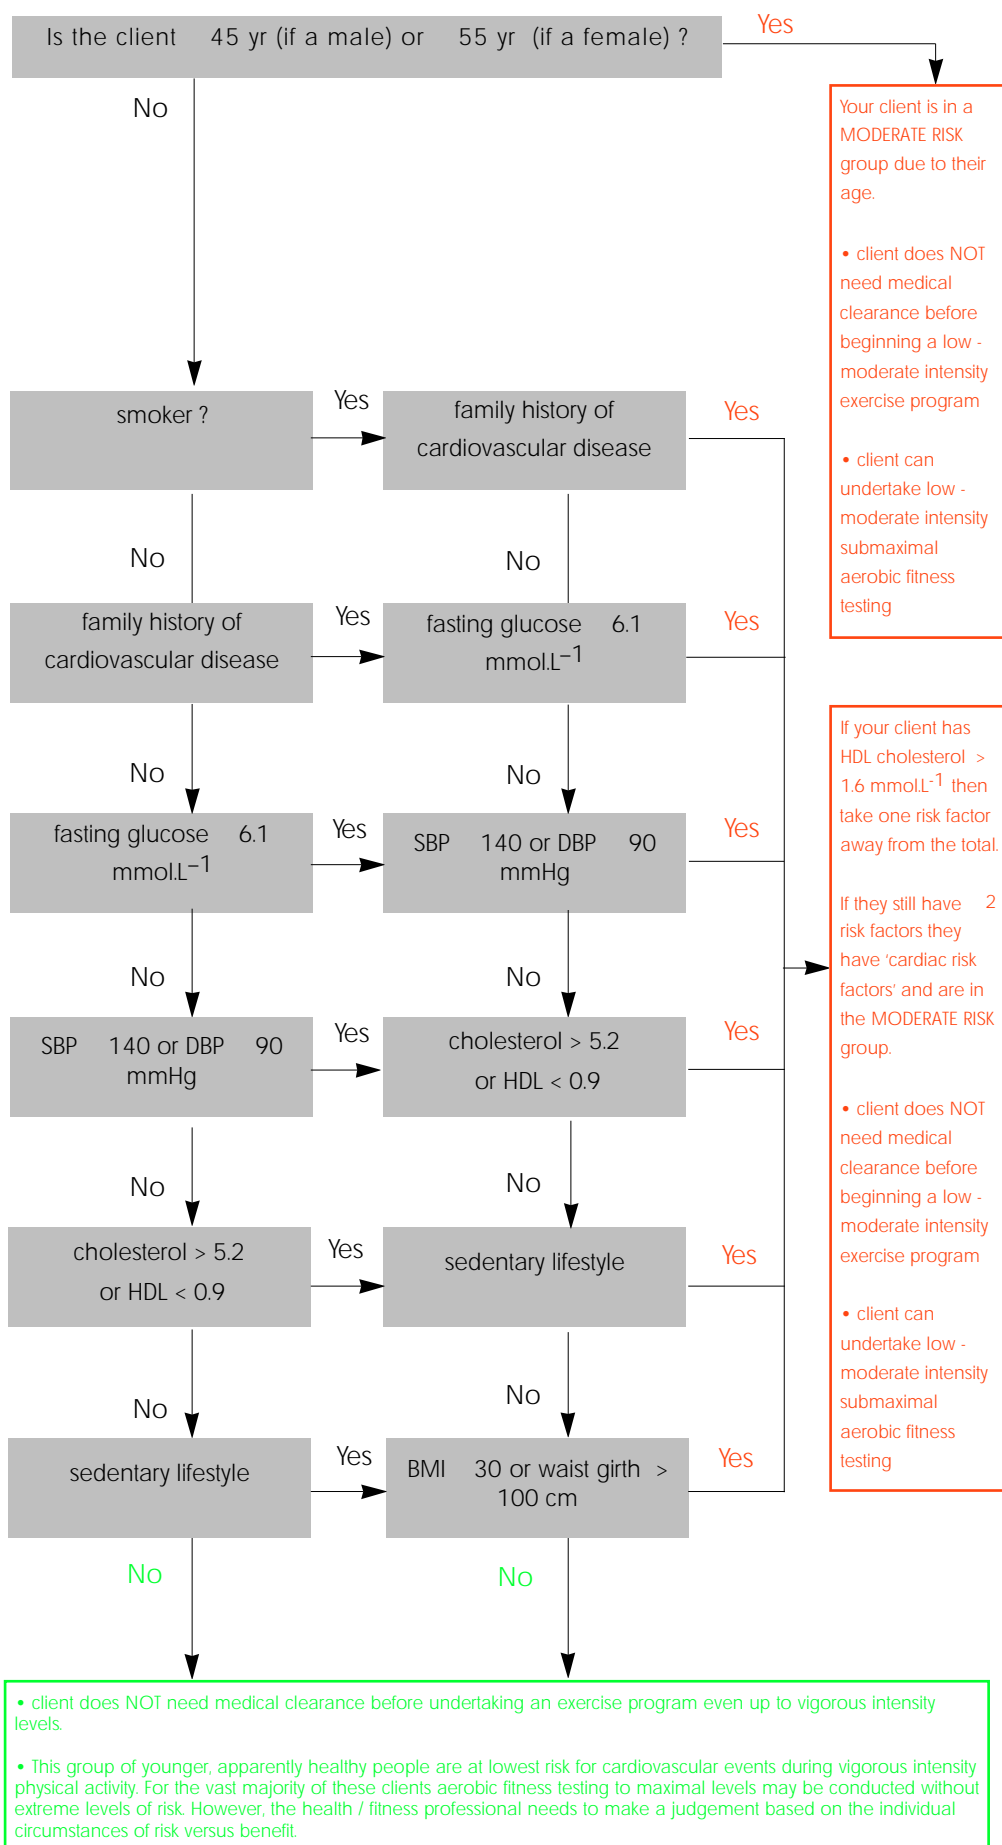 Is the client 45 yr (if a male) or 55 yr (if a female) ?
Yes
No
Your client is in a
MODERATE RISK
group due to their
age.
• client does NOT
need medical
clearance before
beginning a low -
moderate intensity
exercise program
• client can
undertake low -
moderate intensity
submaximal
aerobic fitness
testing
smoker ?
Yes
family history of
cardiovascular disease
Yes
No
No
family history of
cardiovascular disease
Yes
fasting glucose 6.1
mmol.L⁻¹
Yes
No
No
fasting glucose 6.1
mmol.L⁻¹
Yes
SBP 140 or DBP 90
mmHg
Yes
No
No
SBP 140 or DBP 90
mmHg
Yes
cholesterol > 5.2
or HDL < 0.9
Yes
No
No
cholesterol > 5.2
or HDL < 0.9
Yes
sedentary lifestyle
Yes
No
No
sedentary lifestyle
Yes
BMI 30 or waist girth >
100 cm
Yes
No
No
If your client has
HDL cholesterol >
1.6 mmol.L⁻¹ then
take one risk factor
away from the total.
If they still have 2
risk factors they
have ‘cardiac risk
factors’ and are in
the MODERATE RISK
group.
• client does NOT
need medical
clearance before
beginning a low -
moderate intensity
exercise program
• client can
undertake low -
moderate intensity
submaximal
aerobic fitness
testing
• client does NOT need medical clearance before undertaking an exercise program even up to vigorous intensity
levels.
• This group of younger, apparently healthy people are at lowest risk for cardiovascular events during vigorous intensity
physical activity. For the vast majority of these clients aerobic fitness testing to maximal levels may be conducted without
extreme levels of risk. However, the health / fitness professional needs to make a judgement based on the individual
circumstances of risk versus benefit.